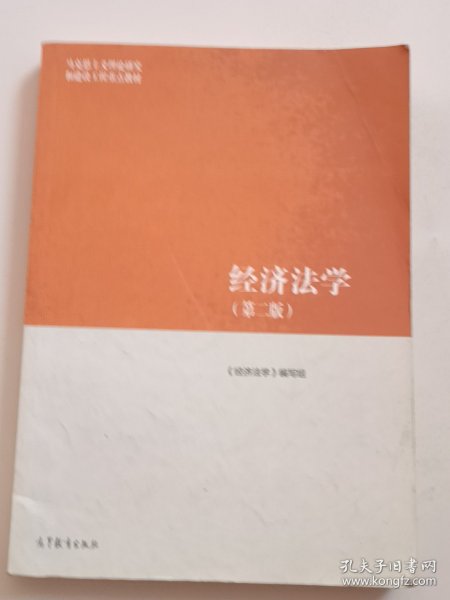 马克思主义理论研究
和建设工程重点教材
经济法学
（第二版）
《经济法学》编写组
高等教育出版社
孔夫子旧书网
www.kongfz.com